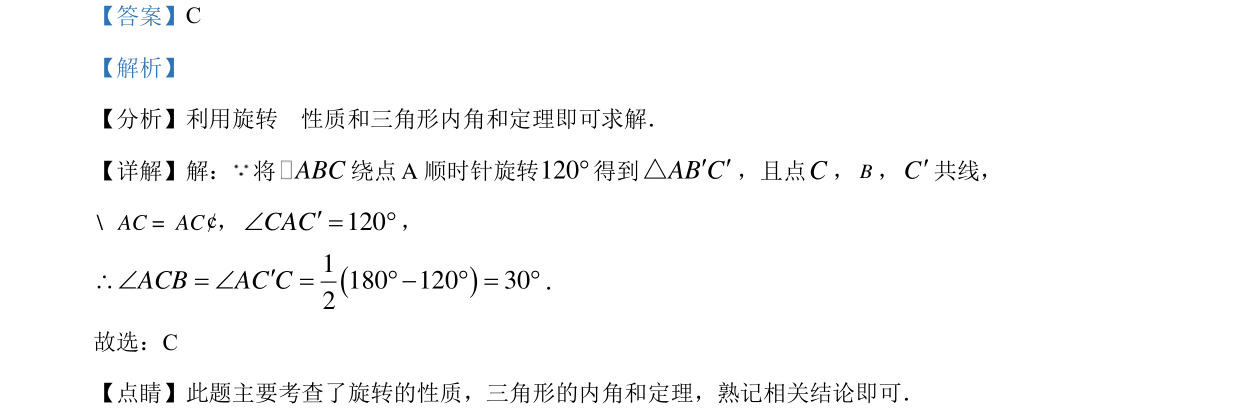 【答案】C
【解析】
【分析】利用旋转 性质和三角形内角和定理即可求解．
【详解】解：∵将□ABC绕点A顺时针旋转120°得到△AB′C′，且点C，B，C′共线，
\ AC = AC¢，∠CAC′=120°，
∴∠ACB=∠AC′C=1/2(180°−120°)=30°．
故选：C
【点睛】此题主要考查了旋转的性质，三角形的内角和定理，熟记相关结论即可．